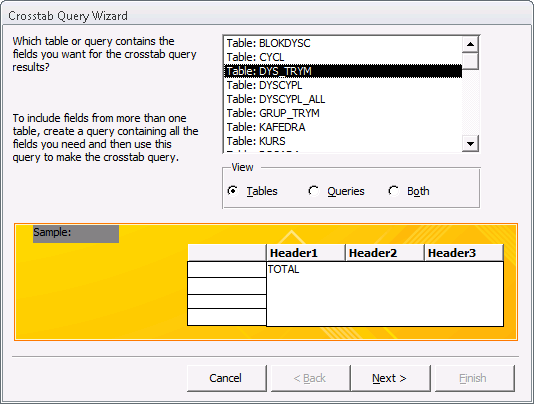 Crosstab Query Wizard
Which table or query contains the
fields you want for the crosstab query
results?
To include fields from more than one
table, create a query containing all the
fields you need and then use this
query to make the crosstab query.
Table: BLOKDYSC
Table: CYCL
Table: DYS_TRYM
Table: DYSCYPL
Table: DYSCYPL_ALL
Table: GRUP_TRYM
Table: KAFEDRA
Table: KURS
View
Tables
Queries
Both
Sample:
Header1 Header2 Header3
TOTAL
Cancel < Back Next > Finish